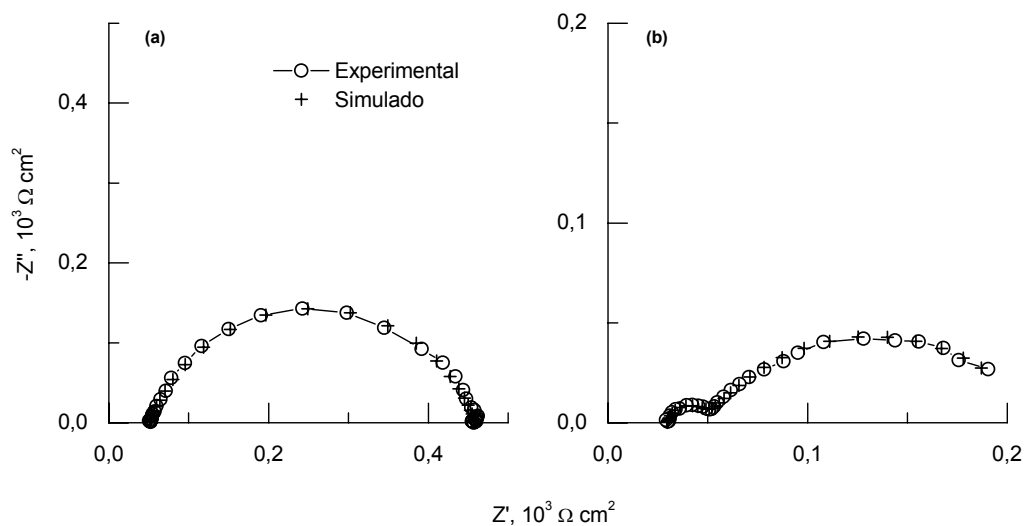 (a)
Experimental
Simulado
0,4
0,2
0,0
0,0
0,2
0,4
-Z'', 10³ Ω cm²
(b)
0,2
0,1
0,0
0,0
0,1
0,2
Z', 10³ Ω cm²